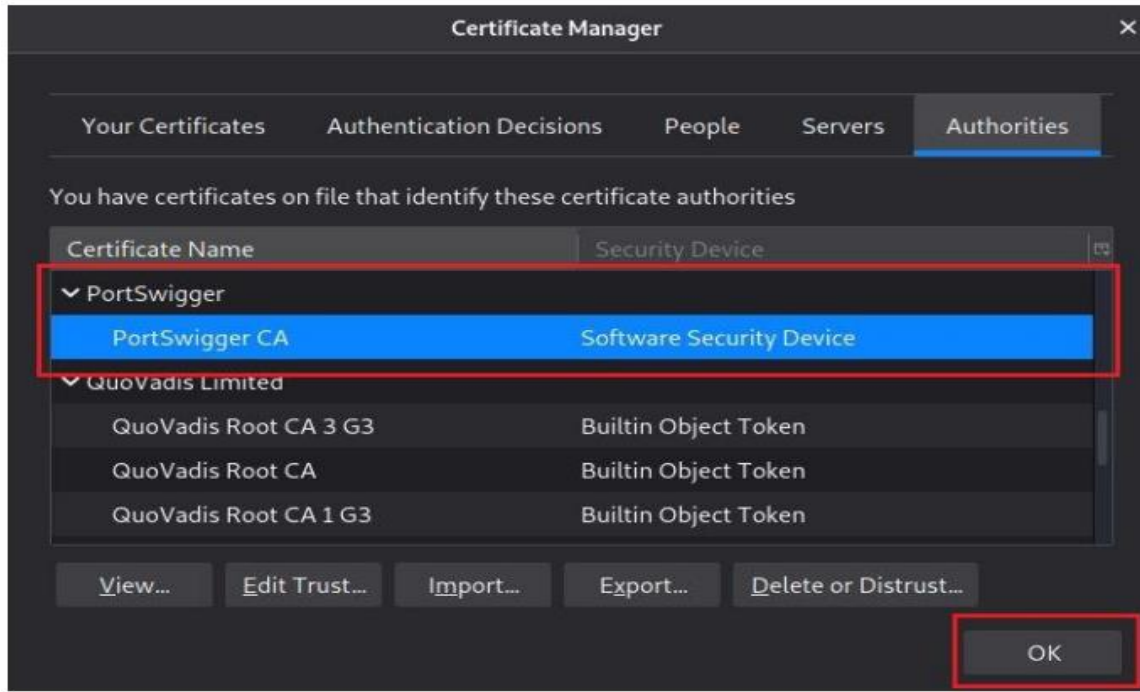 Certificate Manager
Your Certificates Authentication Decisions People Servers Authorities
You have certificates on file that identify these certificate authorities
Certificate Name Security Device
PortSwigger
PortSwigger CA Software Security Device
QuoVadis Limited
QuoVadis Root CA 3 G3 Builtin Object Token
QuoVadis Root CA Builtin Object Token
QuoVadis Root CA 1 G3 Builtin Object Token
View... Edit Trust... Import... Export... Delete or Distrust...
OK